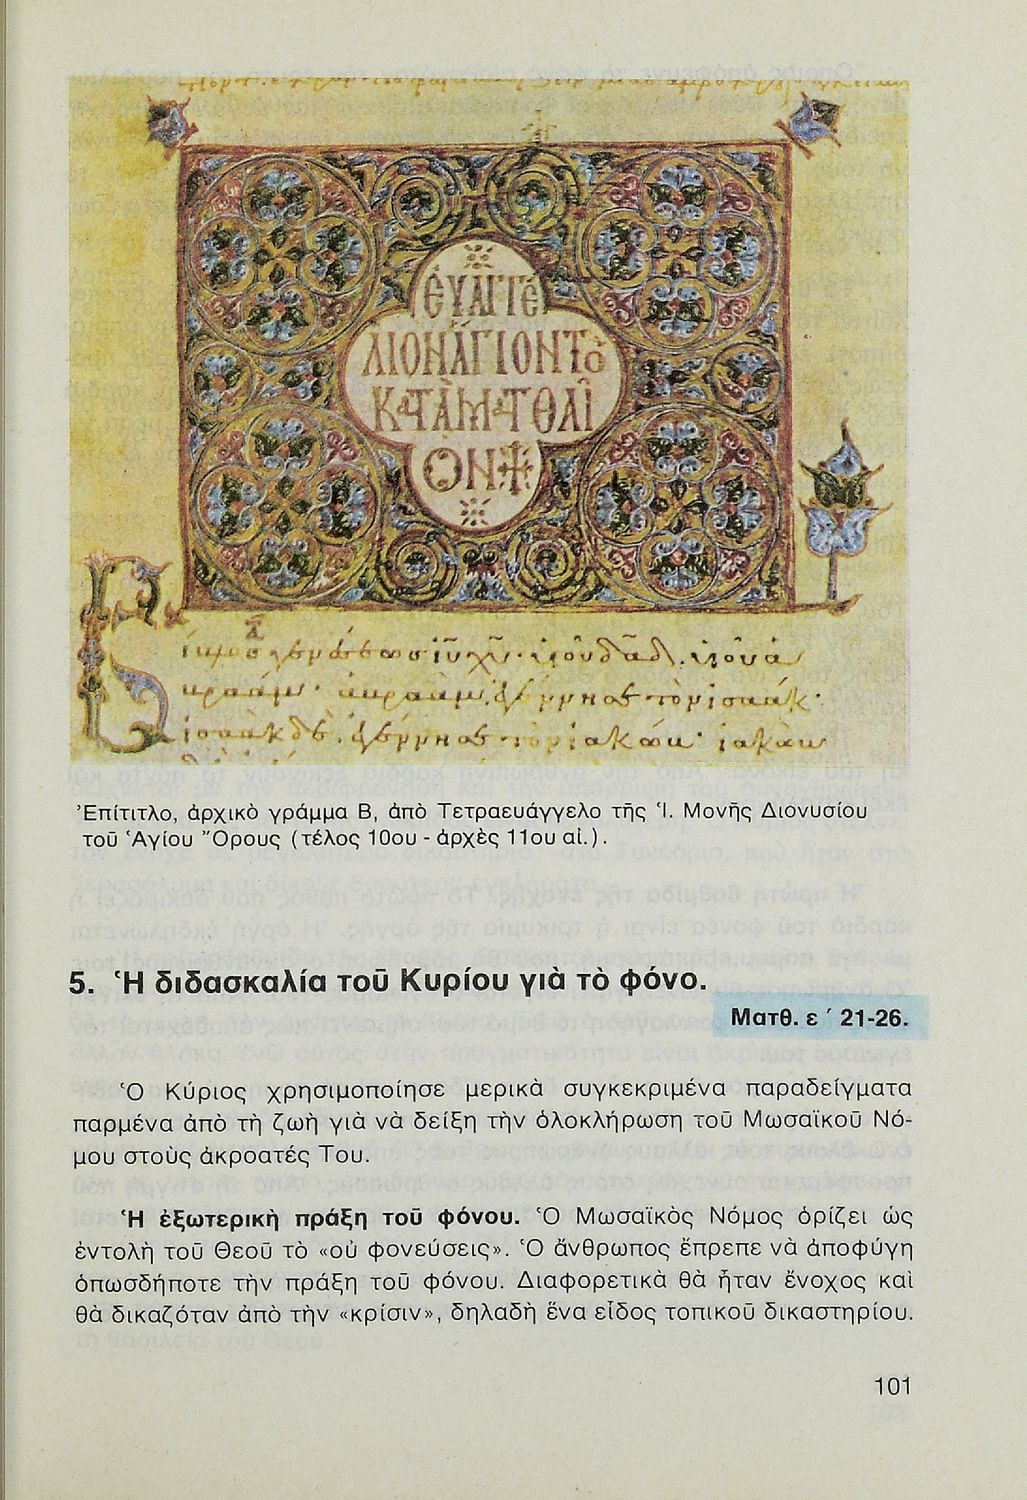 ΕΥΑΓΓΕ
ΛΙΟΝ ΑΓΙΟΝ ΤΟ
ΚΑΤΑ ΜΑΤΘΑΙ
ΟΝ
Ἐπίτιτλο, ἀρχικὸ γράμμα Β, ἀπὸ Τετραευάγγελο τῆς Ἱ. Μονῆς Διονυσίου
τοῦ Ἁγίου Ὄρους (τέλος 10ου - ἀρχὲς 11ου αἰ.).
5. Ἡ διδασκαλία τοῦ Κυρίου γιὰ τὸ φόνο.
Ματθ. ε΄ 21-26.
Ὁ Κύριος χρησιμοποίησε μερικὰ συγκεκριμένα παραδείγματα
παρμένα ἀπὸ τὴ ζωὴ γιὰ νὰ δείξη τὴν ὁλοκλήρωση τοῦ Μωσαϊκοῦ Νό-
μου στοὺς ἀκροατές Του.
Ἡ ἐξωτερικὴ πράξη τοῦ φόνου. Ὁ Μωσαϊκὸς Νόμος ὁρίζει ὡς
ἐντολὴ τοῦ Θεοῦ τὸ «οὐ φονεύσεις». Ὁ ἄνθρωπος ἔπρεπε νὰ ἀποφύγη
ὁπωσδήποτε τὴν πράξη τοῦ φόνου. Διαφορετικὰ θὰ ἦταν ἔνοχος καὶ
θὰ δικαζόταν ἀπὸ τὴν «κρίσιν», δηλαδὴ ἕνα εἶδος τοπικοῦ δικαστηρίου.
101